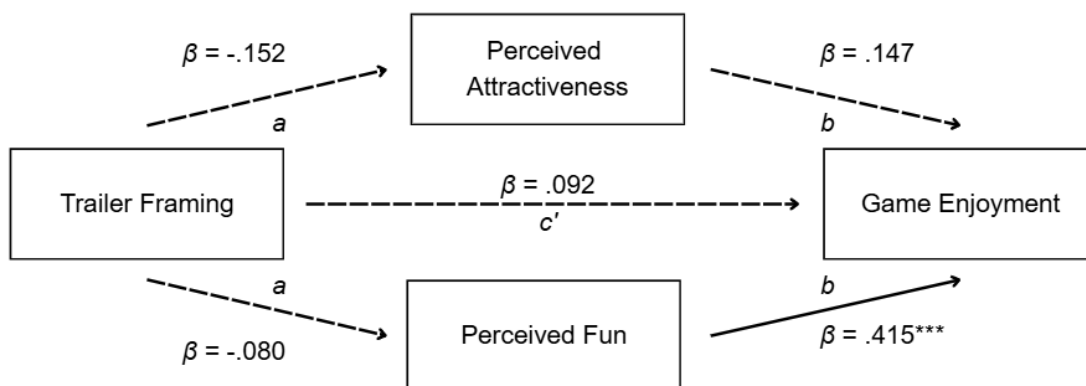 β = -.152
Perceived
Attractiveness
β = .147
a
b
Trailer Framing
β = .092
c'
Game Enjoyment
a
b
β = -.080
Perceived Fun
β = .415***